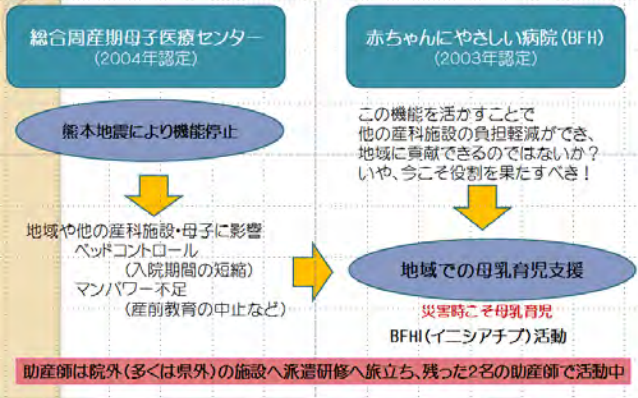 総合周産期母子医療センター
(2004年認定)
熊本地震により機能停止
地域や他の産科施設・母子に影響
ベッドコントロール
(入院期間の短縮)
マンパワー不足
(産前教育の中止など)
赤ちゃんにやさしい病院(BFH)
(2003年認定)
この機能を活かすことで
他の産科施設の負担軽減ができ、
地域に貢献できるのではないか?
いや、今こそ役割を果たすべき!
地域での母乳育児支援
災害時こそ母乳育児
BFHI(イニシアチブ)活動
助産師は院外(多くは県外)の施設へ派遣研修へ旅立ち、残った2名の助産師で活動中